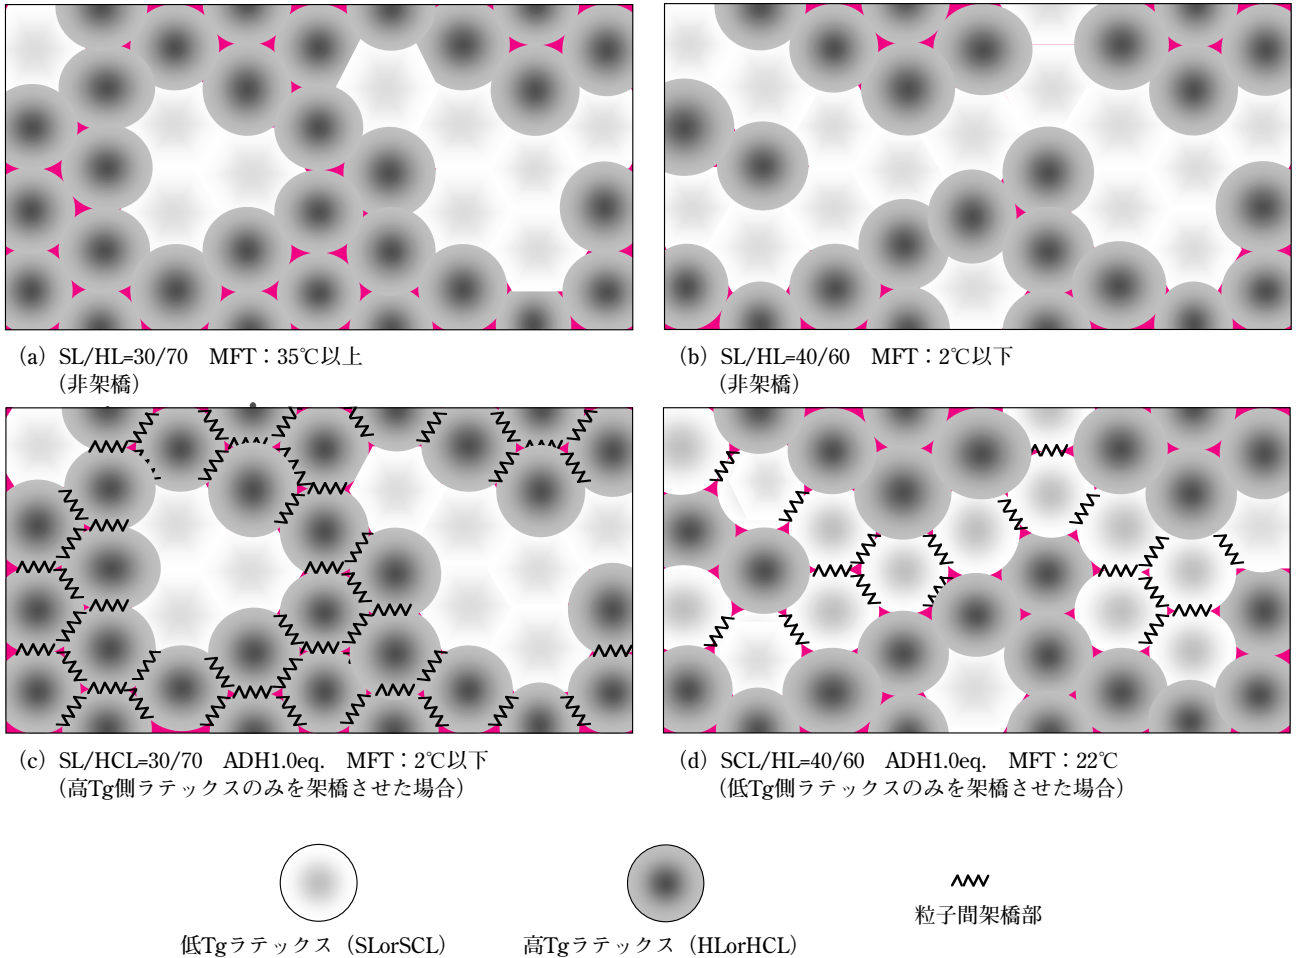 (a) SL/HL=30/70 MFT：35℃以上
（非架橋）
(b) SL/HL=40/60 MFT：2℃以下
（非架橋）
(c) SL/HCL=30/70 ADH1.0eq. MFT：2℃以下
（高Tg側ラテックスのみを架橋させた場合）
(d) SCL/HL=40/60 ADH1.0eq. MFT：22℃
（低Tg側ラテックスのみを架橋させた場合）
低Tgラテックス（SLorSCL）
高Tgラテックス（HLorHCL）
粒子間架橋部